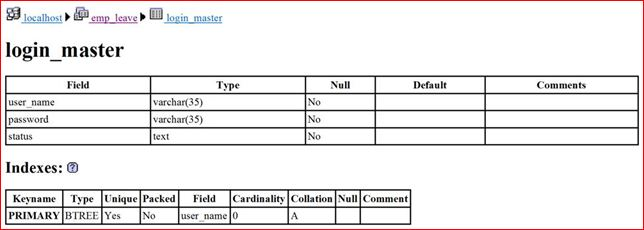 localhost emp_leave login_master
login_master
Field Type Null Default Comments
user_name varchar(35) No
password varchar(35) No
status text No
Indexes: ?
Keyname Type Unique Packed Field Cardinality Collation Null Comment
PRIMARY BTREE Yes No user_name 0 A